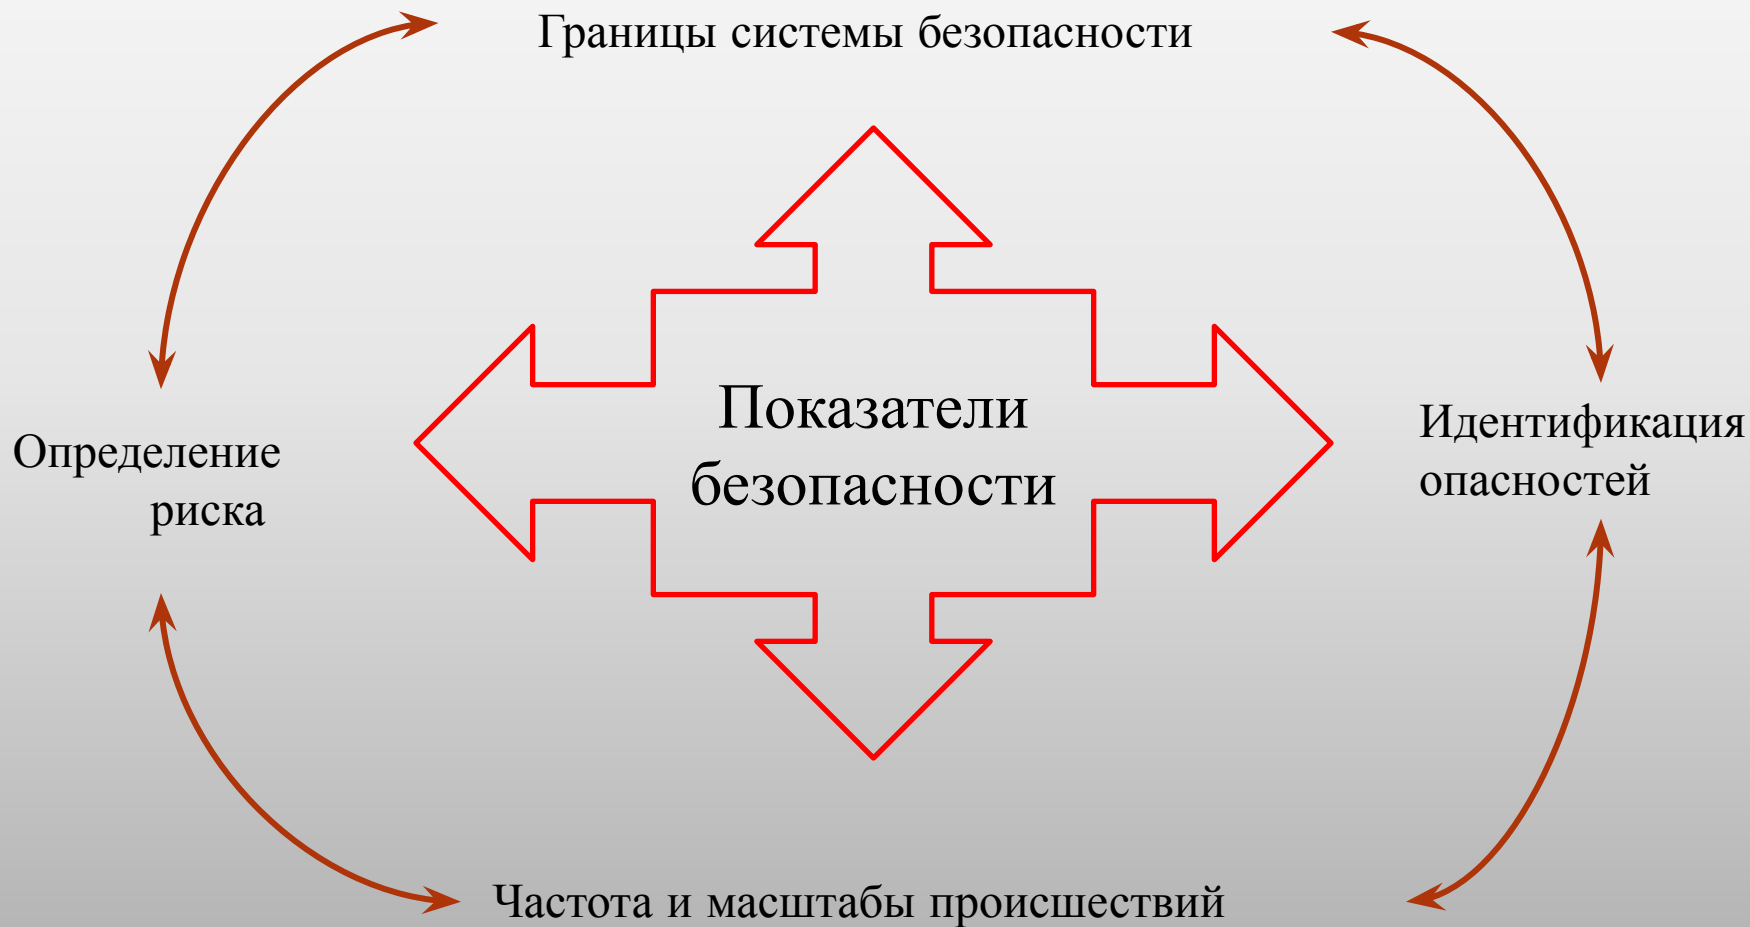 Границы системы безопасности
Показатели
безопасности
Определение
риска
Идентификация
опасностей
Частота и масштабы происшествий